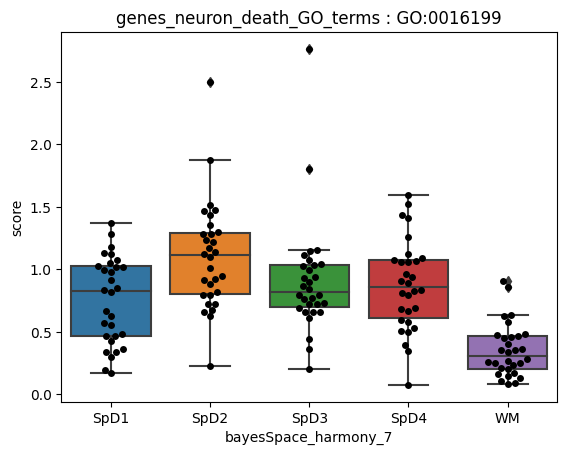 genes_neuron_death_GO_terms : GO:0016199
score
2.5
2.0
1.5
1.0
0.5
0.0
SpD1 SpD2 SpD3 SpD4 WM
bayesSpace_harmony_7